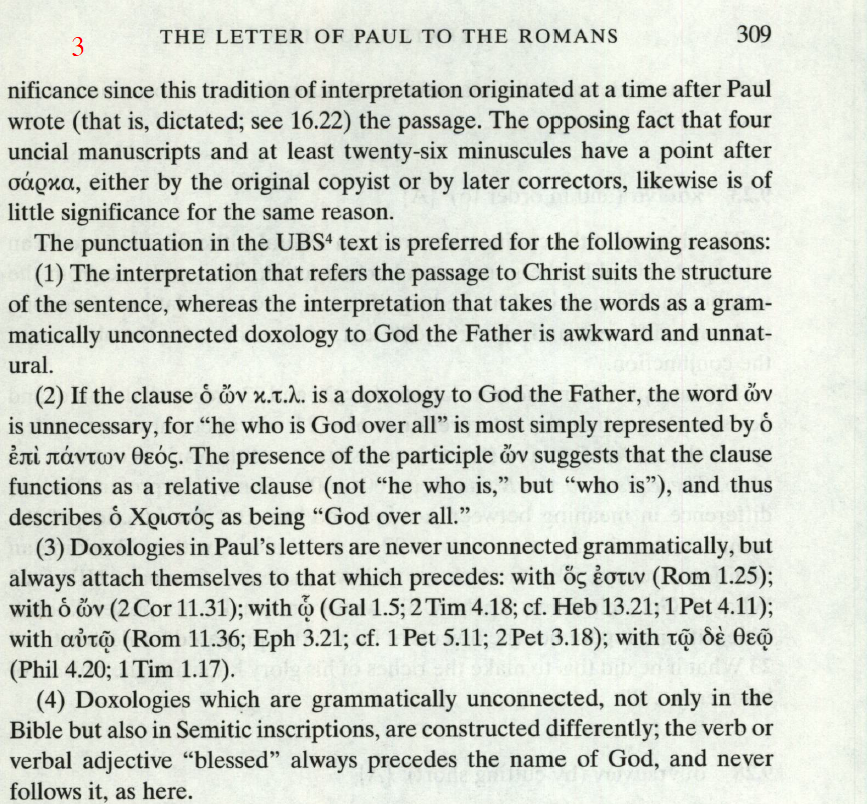 3 THE LETTER OF PAUL TO THE ROMANS 309
nificance since this tradition of interpretation originated at a time after Paul
wrote (that is, dictated; see 16.22) the passage. The opposing fact that four
uncial manuscripts and at least twenty-six minuscules have a point after
σάρκα, either by the original copyist or by later correctors, likewise is of
little significance for the same reason.
The punctuation in the UBS⁴ text is preferred for the following reasons:
(1) The interpretation that refers the passage to Christ suits the structure
of the sentence, whereas the interpretation that takes the words as a gram-
matically unconnected doxology to God the Father is awkward and unnat-
ural.
(2) If the clause ὁ ὤν κ.τ.λ. is a doxology to God the Father, the word ὤν
is unnecessary, for “he who is God over all” is most simply represented by ὁ
ἐπὶ πάντων θεός. The presence of the participle ὤν suggests that the clause
functions as a relative clause (not “he who is,” but “who is”), and thus
describes ὁ Χριστός as being “God over all.”
(3) Doxologies in Paul’s letters are never unconnected grammatically, but
always attach themselves to that which precedes: with ὅς ἐστιν (Rom 1.25);
with ὁ ὤν (2 Cor 11.31); with ᾧ (Gal 1.5; 2 Tim 4.18; cf. Heb 13.21; 1 Pet 4.11);
with αὐτῷ (Rom 11.36; Eph 3.21; cf. 1 Pet 5.11; 2 Pet 3.18); with τῷ δὲ θεῷ
(Phil 4.20; 1 Tim 1.17).
(4) Doxologies which are grammatically unconnected, not only in the
Bible but also in Semitic inscriptions, are constructed differently; the verb or
verbal adjective “blessed” always precedes the name of God, and never
follows it, as here.